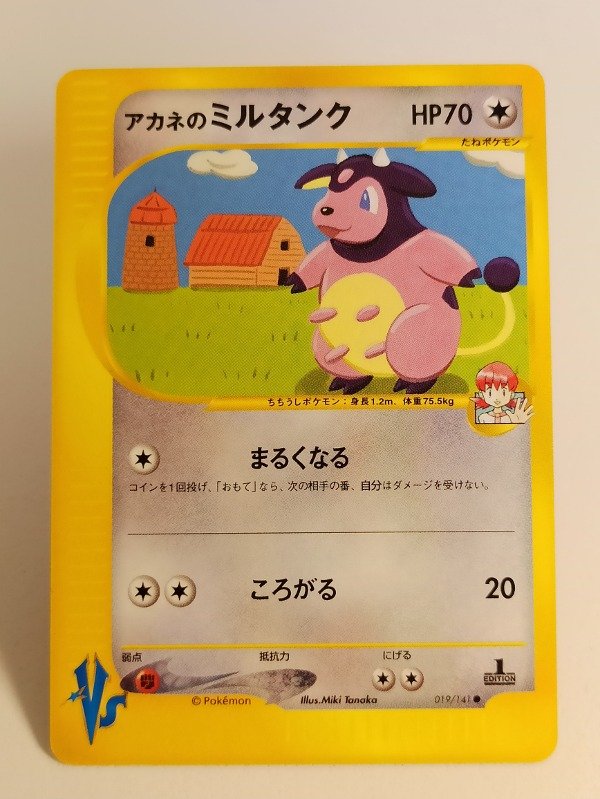 アカネのミルタンク HP70
たねポケモン
ちちうしポケモン：身長1.2m、体重75.5kg
まるくなる
コインを1回投げ、「おもて」なら、次の相手の番、自分はダメージを受けない。
ころがる 20
弱点 抵抗力 にげる
VS
1
EDITION
©Pokémon Illus.Miki Tanaka 019/141